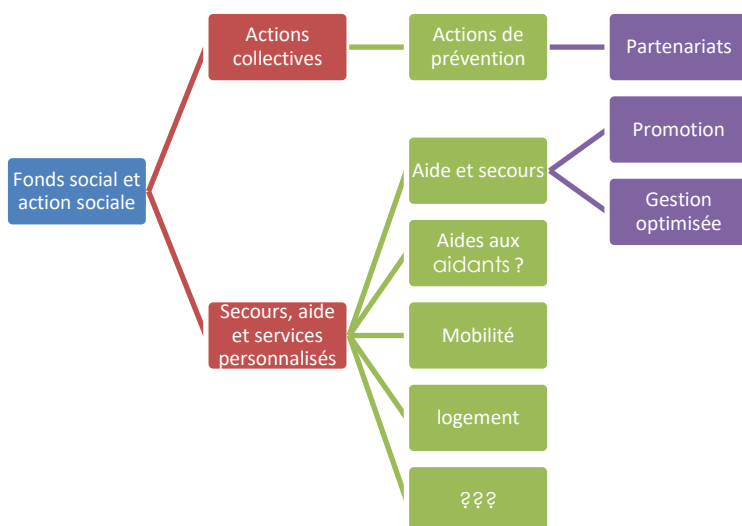 Fonds social et
action sociale
Actions
collectives
Actions de
prévention
Partenariats
Secours, aide
et services
personnalisés
Aide et secours
Promotion
Gestion
optimisée
Aides aux
aidants ?
Mobilité
logement
???